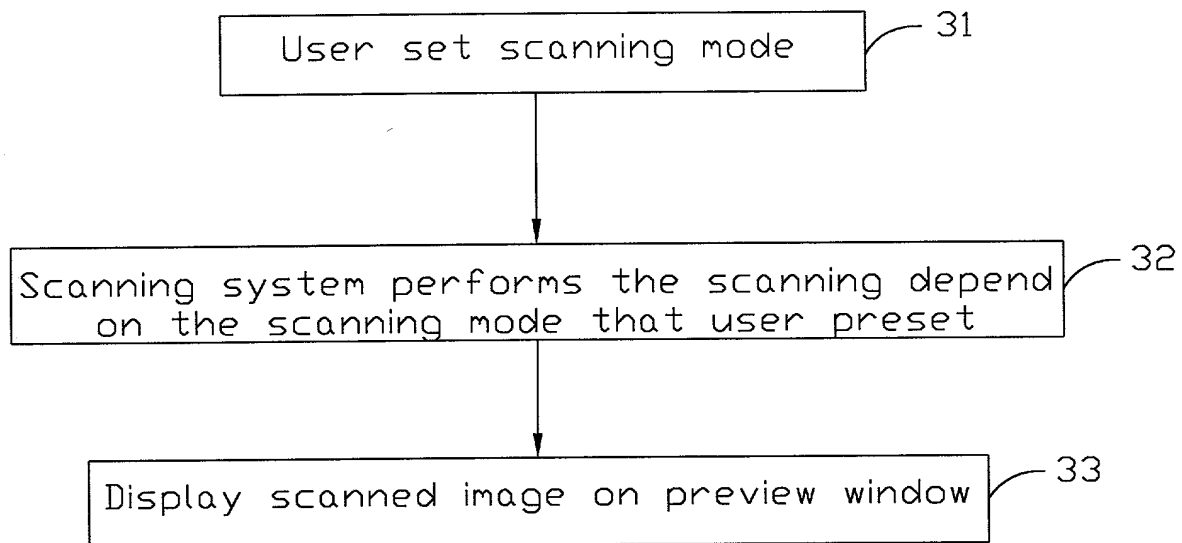 User set scanning mode
31
Scanning system performs the scanning depend
on the scanning mode that user preset
32
Display scanned image on preview window
33